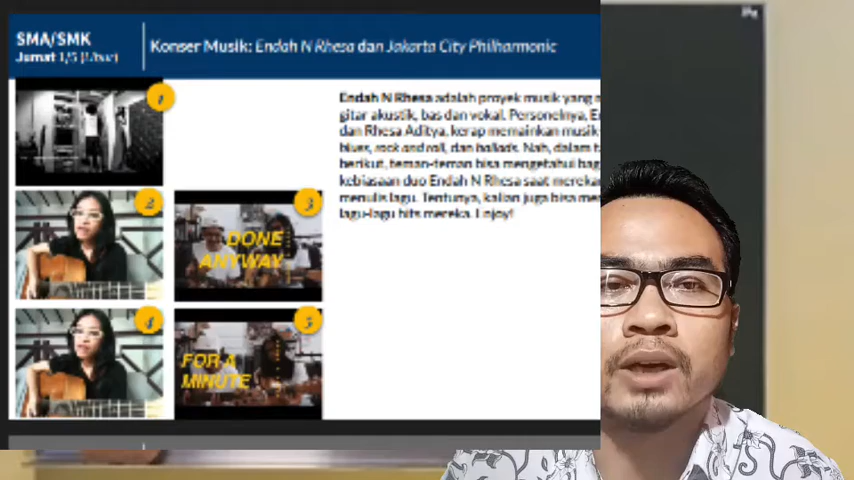 SMA/SMK
Jumat 1/5 (Libur)
Konser Musik: Endah N Rhesa dan Jakarta City Philharmonic
1
Endah N Rhesa adalah proyek musik yang
gitar akustik, bas dan vokal. Personelnya,
dan Rhesa Aditya, kerap memainkan musik
blues, rock and roll, dan ballads. Nah, dalam
berikut, teman-teman bisa mengetahui
kebiasaan duo Endah N Rhesa saat mereka
menulis lagu. Tentunya, kalian juga bisa
lagu-lagu hits mereka. Enjoy!
2
3
DONE
ANYWAY
4
5
FOR A
MINUTE